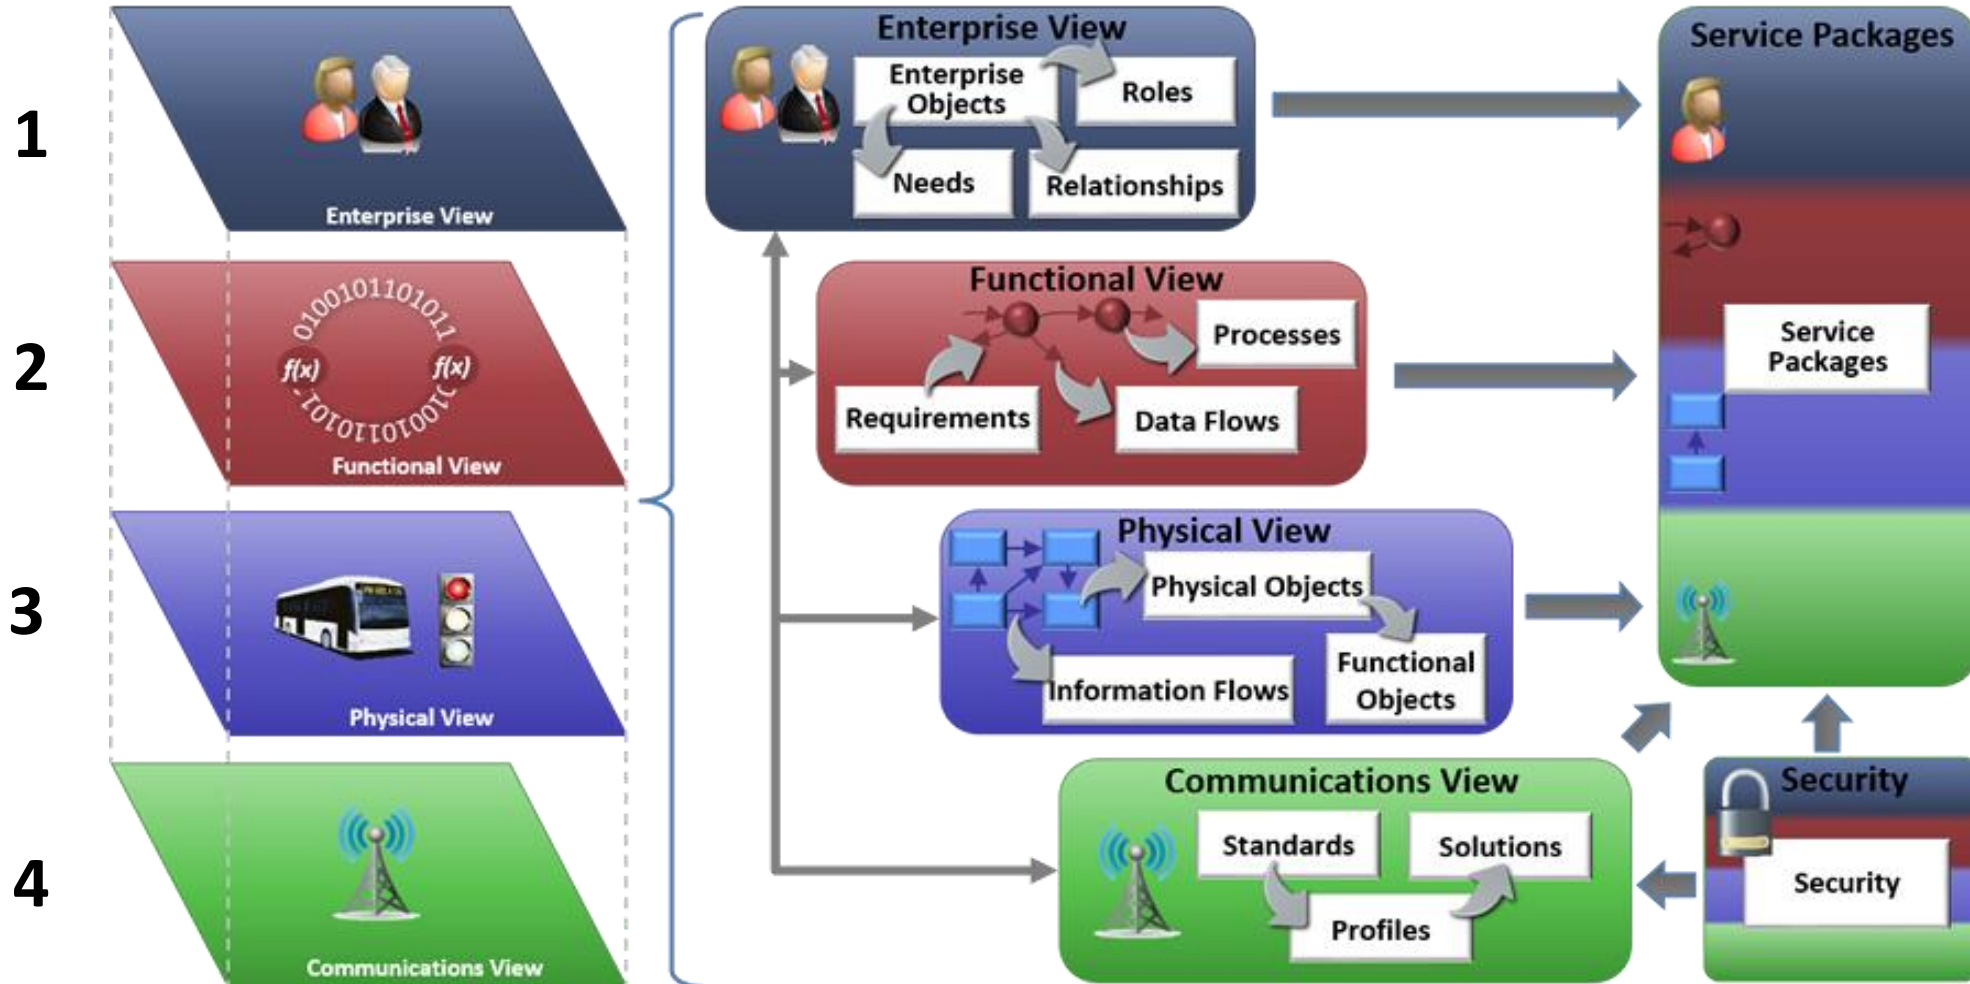 1
Enterprise View
2
010010110101011
f(x)
f(x)
Functional View
3
Physical View
4
Communications View
Enterprise View
Enterprise
Objects
Roles
Needs
Relationships
Functional View
Processes
Requirements
Data Flows
Physical View
Physical Objects
Functional
Objects
Information Flows
Communications View
Standards
Solutions
Profiles
Service Packages
Service
Packages
Security
Security